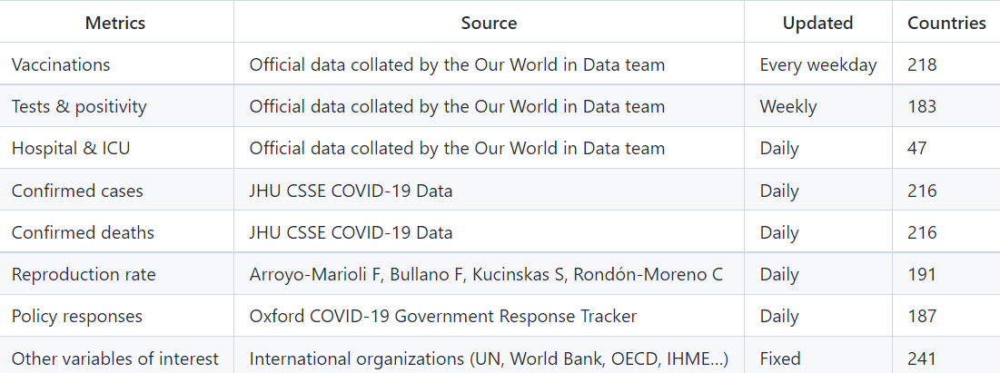 Metrics Source Updated Countries
Vaccinations Official data collated by the Our World in Data team Every weekday 218
Tests & positivity Official data collated by the Our World in Data team Weekly 183
Hospital & ICU Official data collated by the Our World in Data team Daily 47
Confirmed cases JHU CSSE COVID-19 Data Daily 216
Confirmed deaths JHU CSSE COVID-19 Data Daily 216
Reproduction rate Arroyo-Marioli F, Bullano F, Kucinskas S, Rondón-Moreno C Daily 191
Policy responses Oxford COVID-19 Government Response Tracker Daily 187
Other variables of interest International organizations (UN, World Bank, OECD, IHME…) Fixed 241